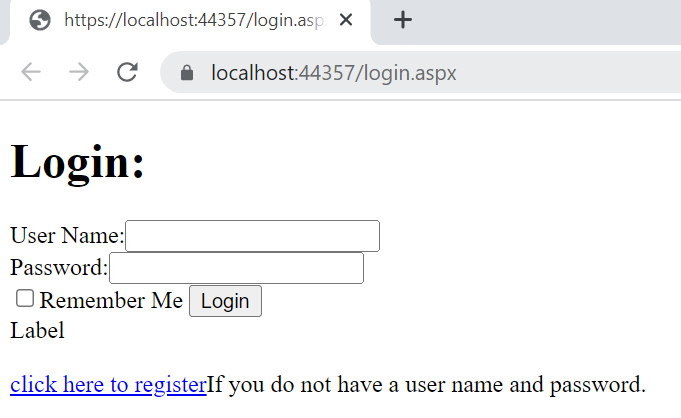 https://localhost:44357/login.asp
localhost:44357/login.aspx
Login:
User Name:
Password:
Remember Me Login
Label
click here to registerIf you do not have a user name and password.